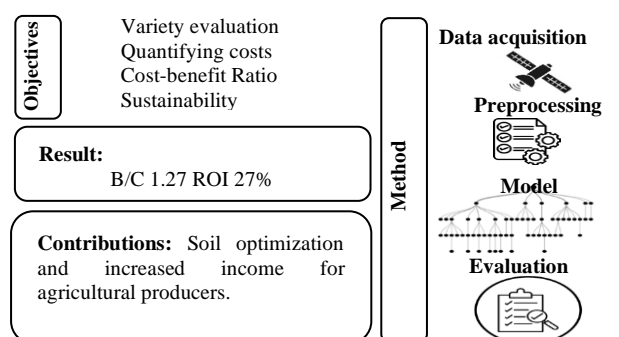 Objectives
Variety evaluation
Quantifying costs
Cost-benefit Ratio
Sustainability
Result:
B/C 1.27 ROI 27%
Contributions: Soil optimization
and increased income for
agricultural producers.
Method
Data acquisition
Preprocessing
Model
Evaluation